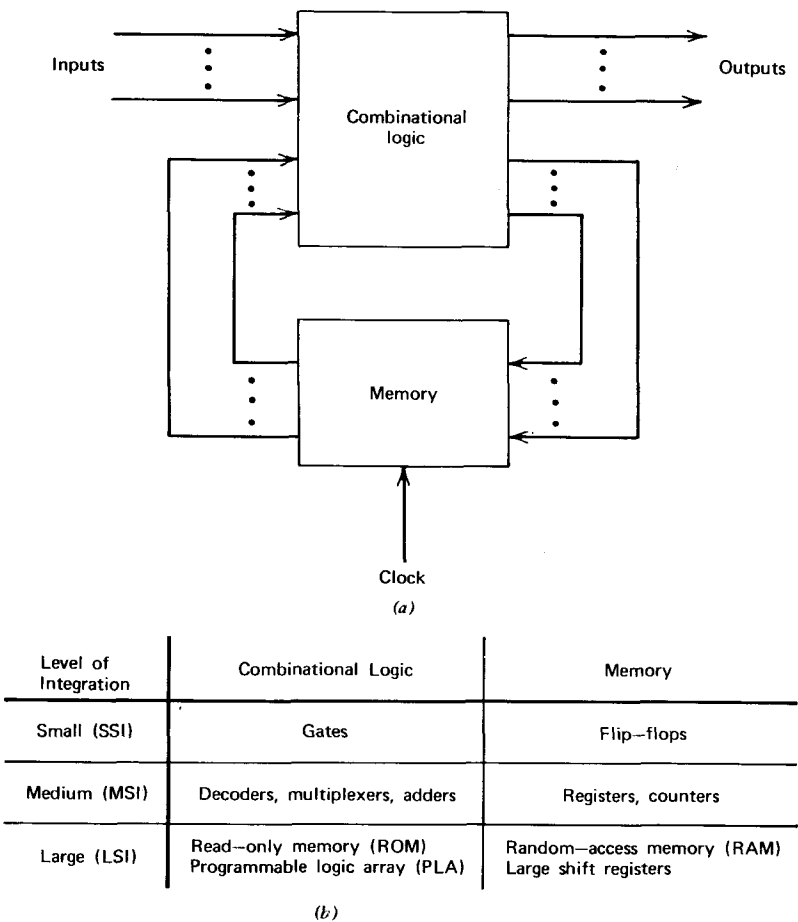 Inputs
Outputs
Combinational
logic
Memory
Clock
(a)
Level of
Integration
Combinational Logic
Memory
Small (SSI)
Gates
Flip–flops
Medium (MSI)
Decoders, multiplexers, adders
Registers, counters
Large (LSI)
Read–only memory (ROM)
Programmable logic array (PLA)
Random–access memory (RAM)
Large shift registers
(b)